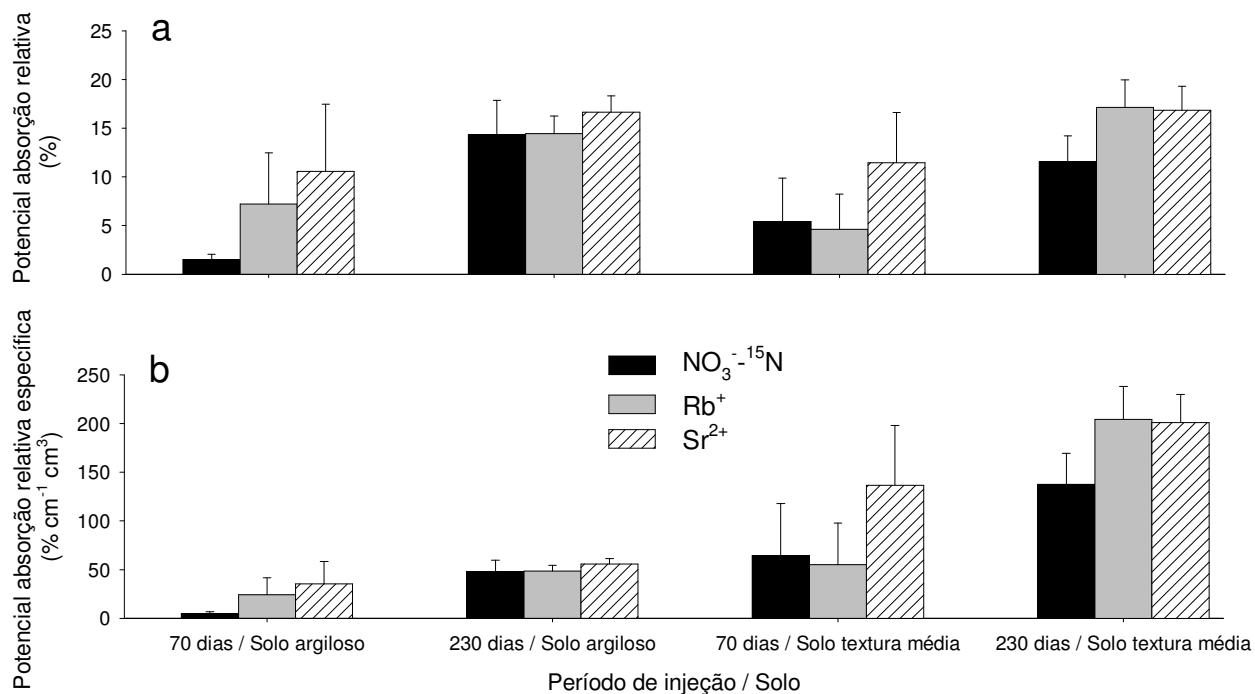 a
Potencial absorção relativa
(%)
25
20
15
10
5
0
b
Potencial absorção relativa específica
(% cm⁻¹ cm³)
250
200
150
100
50
0
NO₃⁻-¹⁵N
Rb⁺
Sr²⁺
70 dias / Solo argiloso
230 dias / Solo argiloso
70 dias / Solo textura média
230 dias / Solo textura média
Período de injeção / Solo